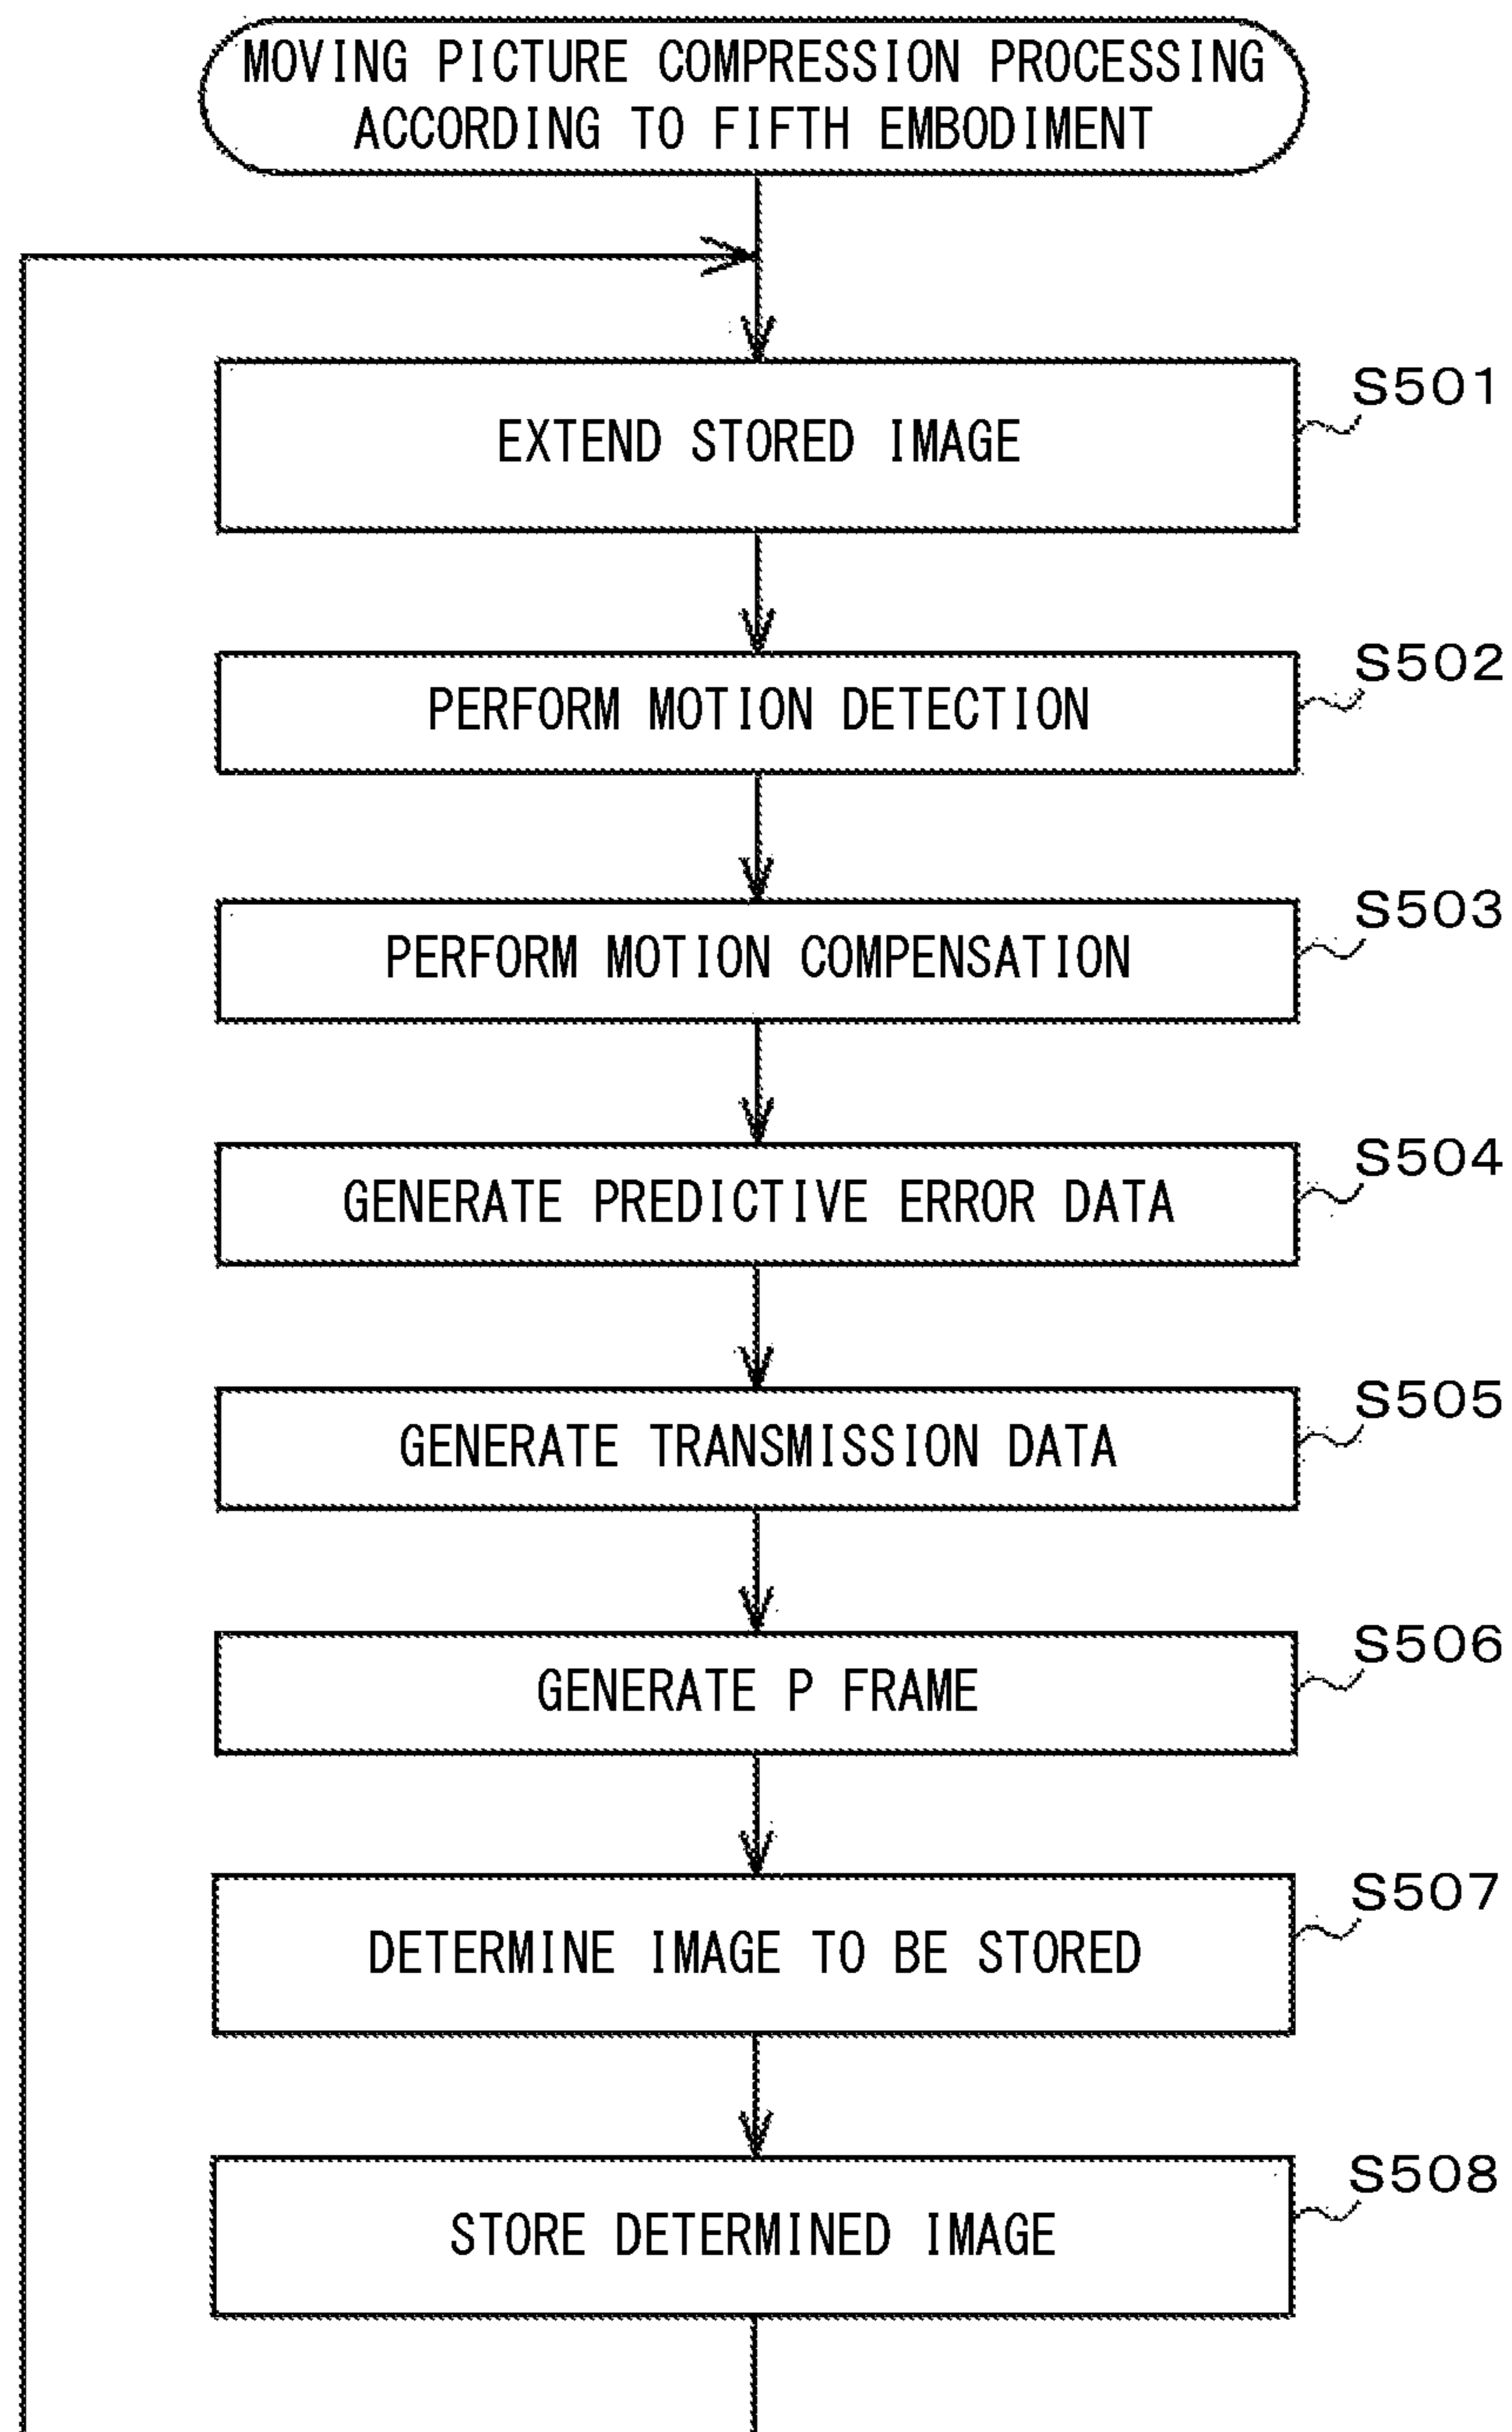 MOVING PICTURE COMPRESSION PROCESSING
ACCORDING TO FIFTH EMBODIMENT
S501
EXTEND STORED IMAGE
S502
PERFORM MOTION DETECTION
S503
PERFORM MOTION COMPENSATION
S504
GENERATE PREDICTIVE ERROR DATA
S505
GENERATE TRANSMISSION DATA
S506
GENERATE P FRAME
S507
DETERMINE IMAGE TO BE STORED
S508
STORE DETERMINED IMAGE